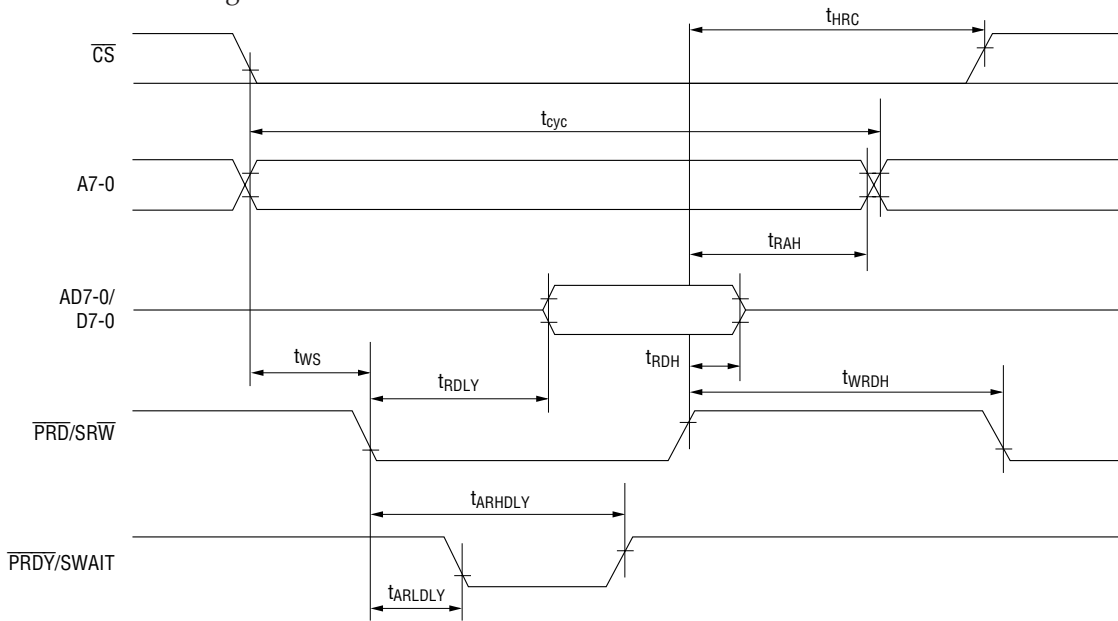 tHRC
CS
tcyc
A7-0
tRAH
AD7-0/
D7-0
tWS
tRDLY
tRDH
tWRDH
PRD/SRW
tARHDLY
PRDY/SWAIT
tARLDLY